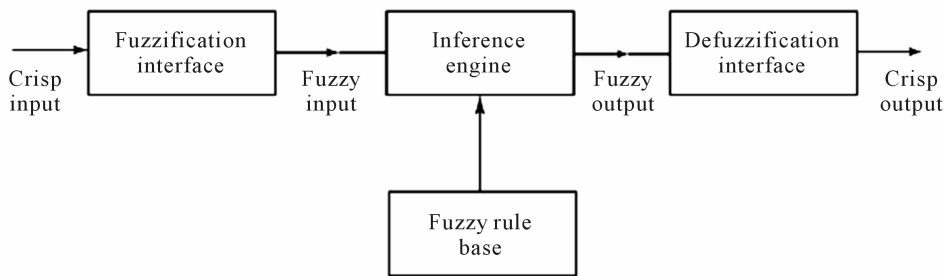 Fuzzification
interface
Inference
engine
Defuzzification
interface
Crisp
input
Fuzzy
input
Fuzzy
output
Crisp
output
Fuzzy rule
base